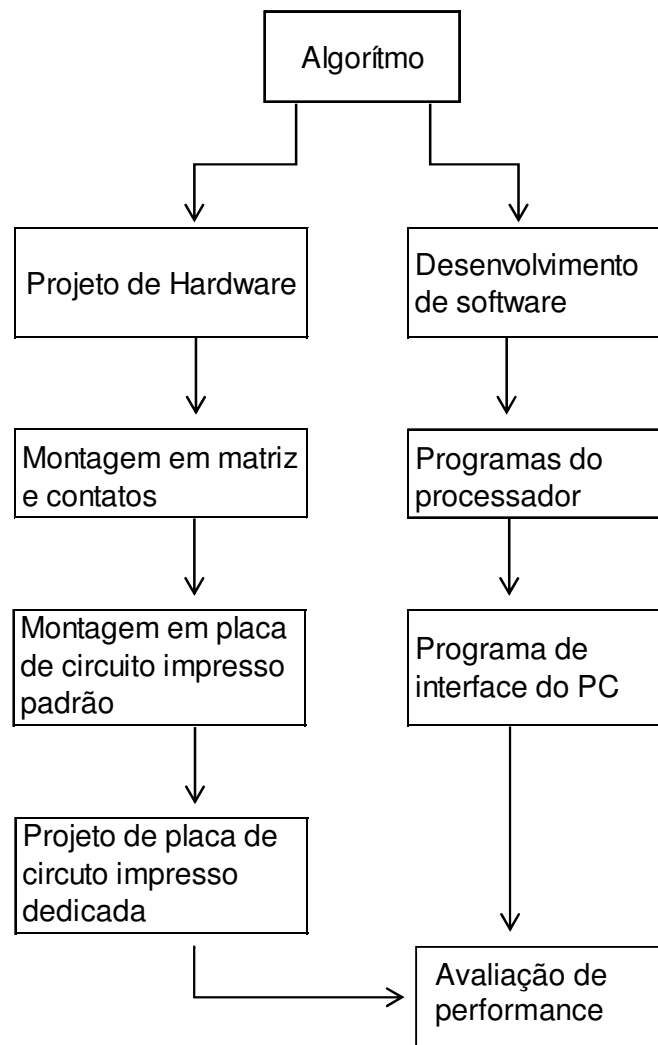 Algorítmo
Projeto de Hardware
Desenvolvimento
de software
Montagem em matriz
e contatos
Programas do
processador
Montagem em placa
de circuito impresso
padrão
Programa de
interface do PC
Projeto de placa de
circuto impresso
dedicada
Avaliação de
performance